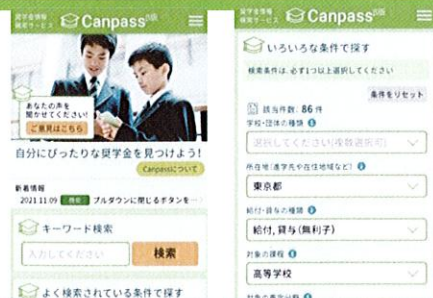 奨学金情報
検索サービス
Canpass
β版
あなたの声を
聞かせてください!
ご意見はこちら
自分にぴったりな奨学金を見つけよう!
Canpassについて
新着情報
2021.11.09
機能
プルダウンに閉じるボタンを…
キーワード検索
入力してください
検索
よく検索されている条件で探す
奨学金情報
検索サービス
Canpass
β版
いろいろな条件で探す
検索条件は、必ず1つ以上選択してください
条件をリセット
該当件数: 86 件
学校・団体の種類
選択してください(複数選択可)
所在地(進学先や在住地域など)
東京都
給付・貸与の種類
給付, 貸与(無利子)
対象の課程
高等学校